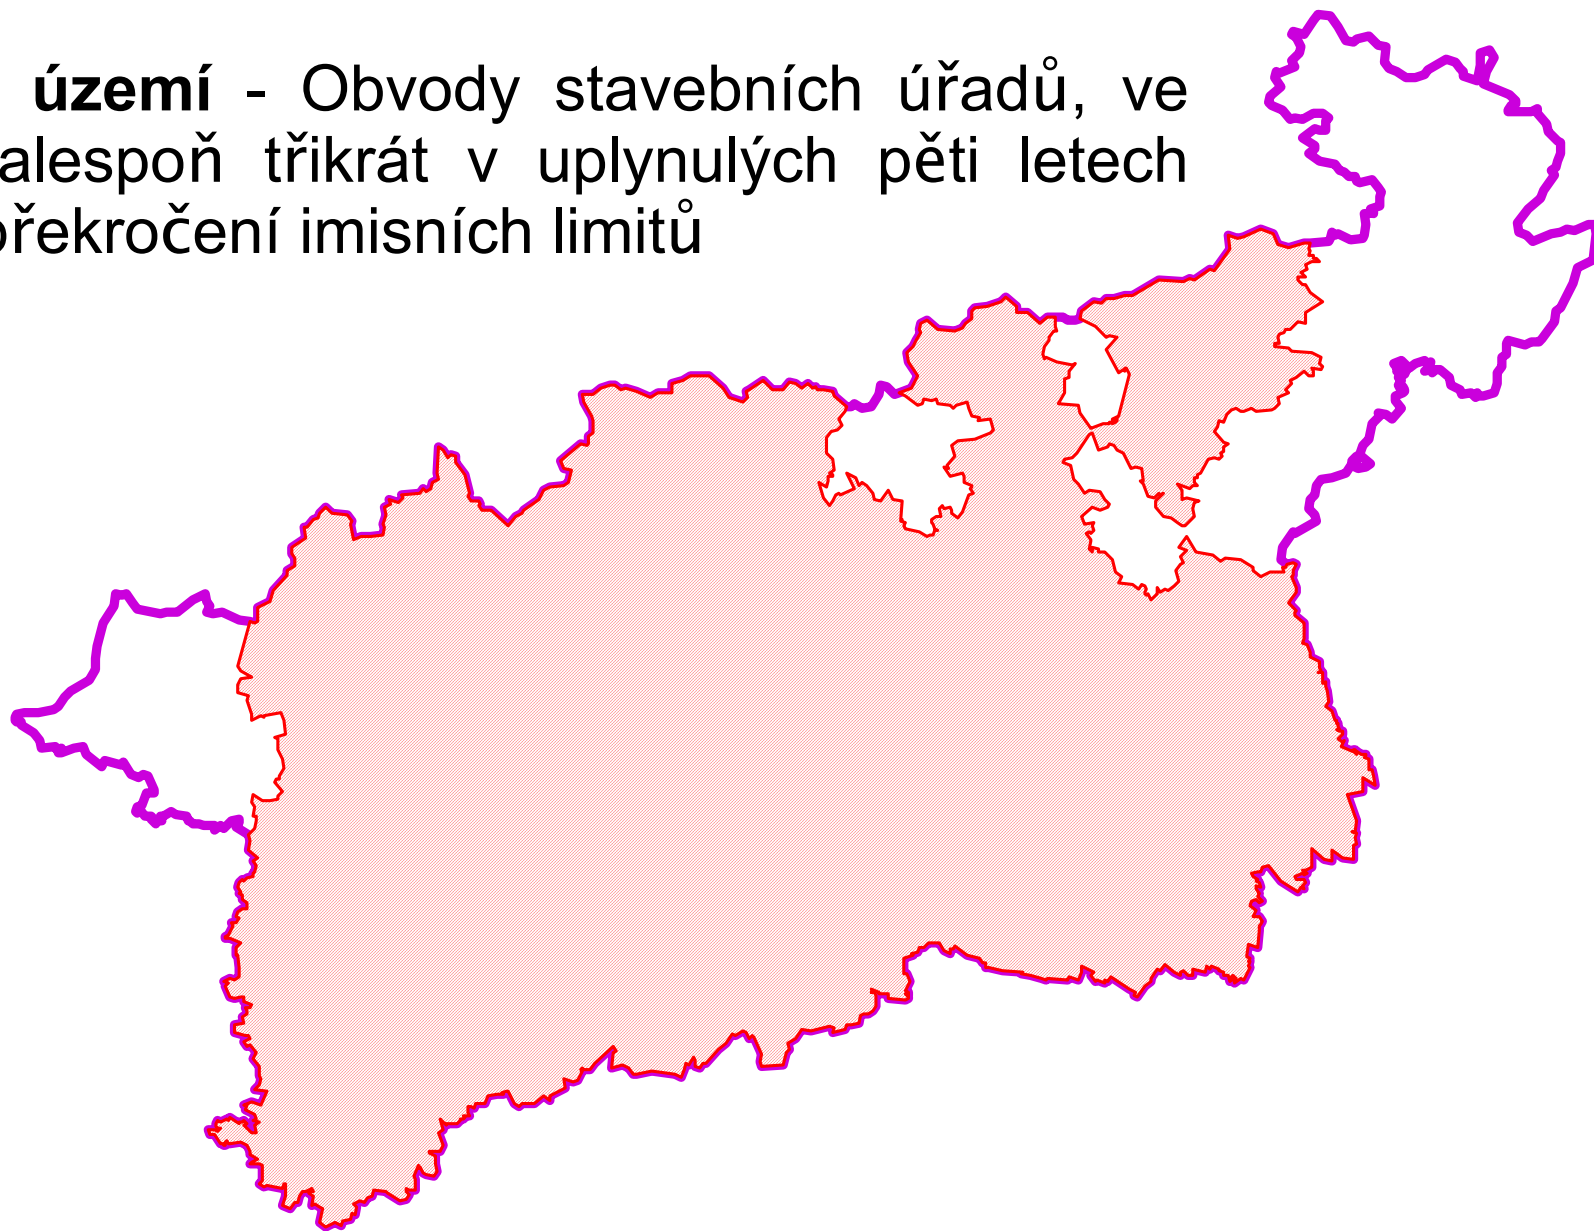 území - Obvody stavebních úřadů, ve
alespoň třikrát v uplynulých pěti letech
překročení imisních limitů